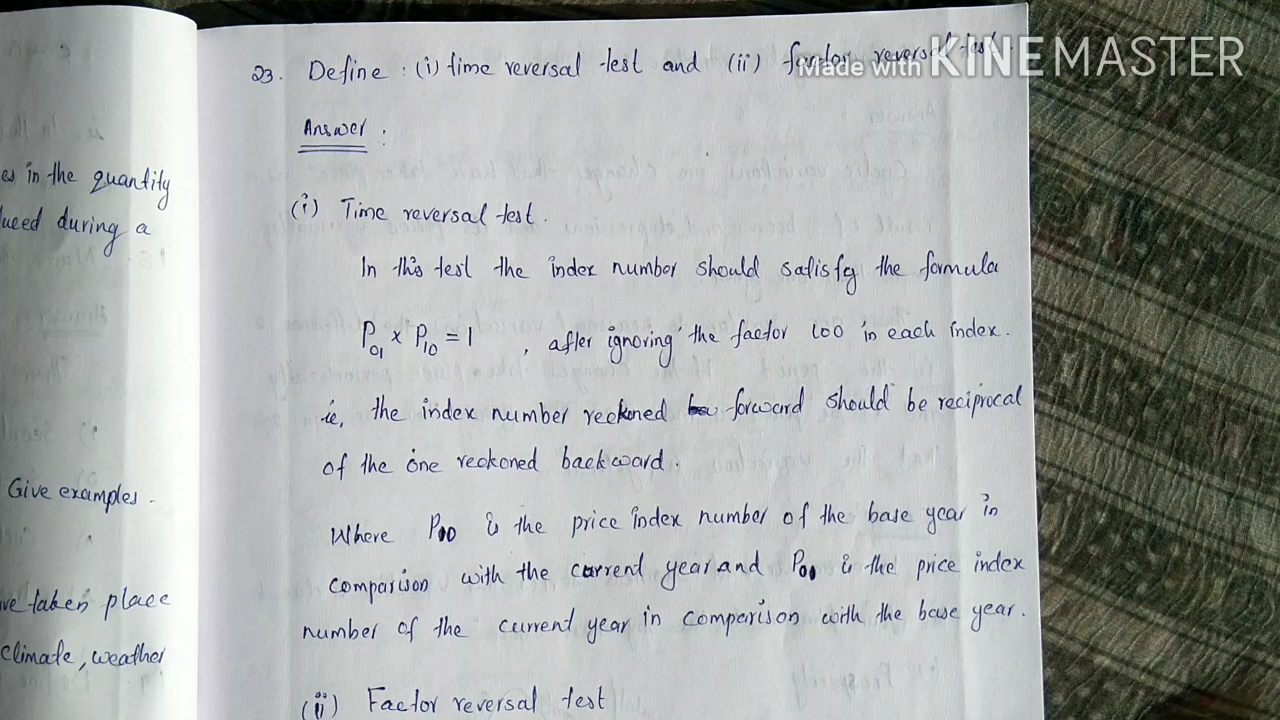 23. Define : (i) time reversal test and (ii) factor reversal test.
Made with KINEMASTER
Answer :
es in the quantity
duced during a
(i) Time reversal test.
In this test the index number should satisfy the formula
P01 x P10 = 1 , after ignoring the factor 100 in each index.
ie, the index number reckoned forward should be reciprocal
of the one reckoned backward.
Give examples.
Where P10 is the price index number of the base year in
comparison with the current year and P01 is the price index
number of the current year in comparison with the base year.
ve taken place
climate, weather
(ii) Factor reversal test